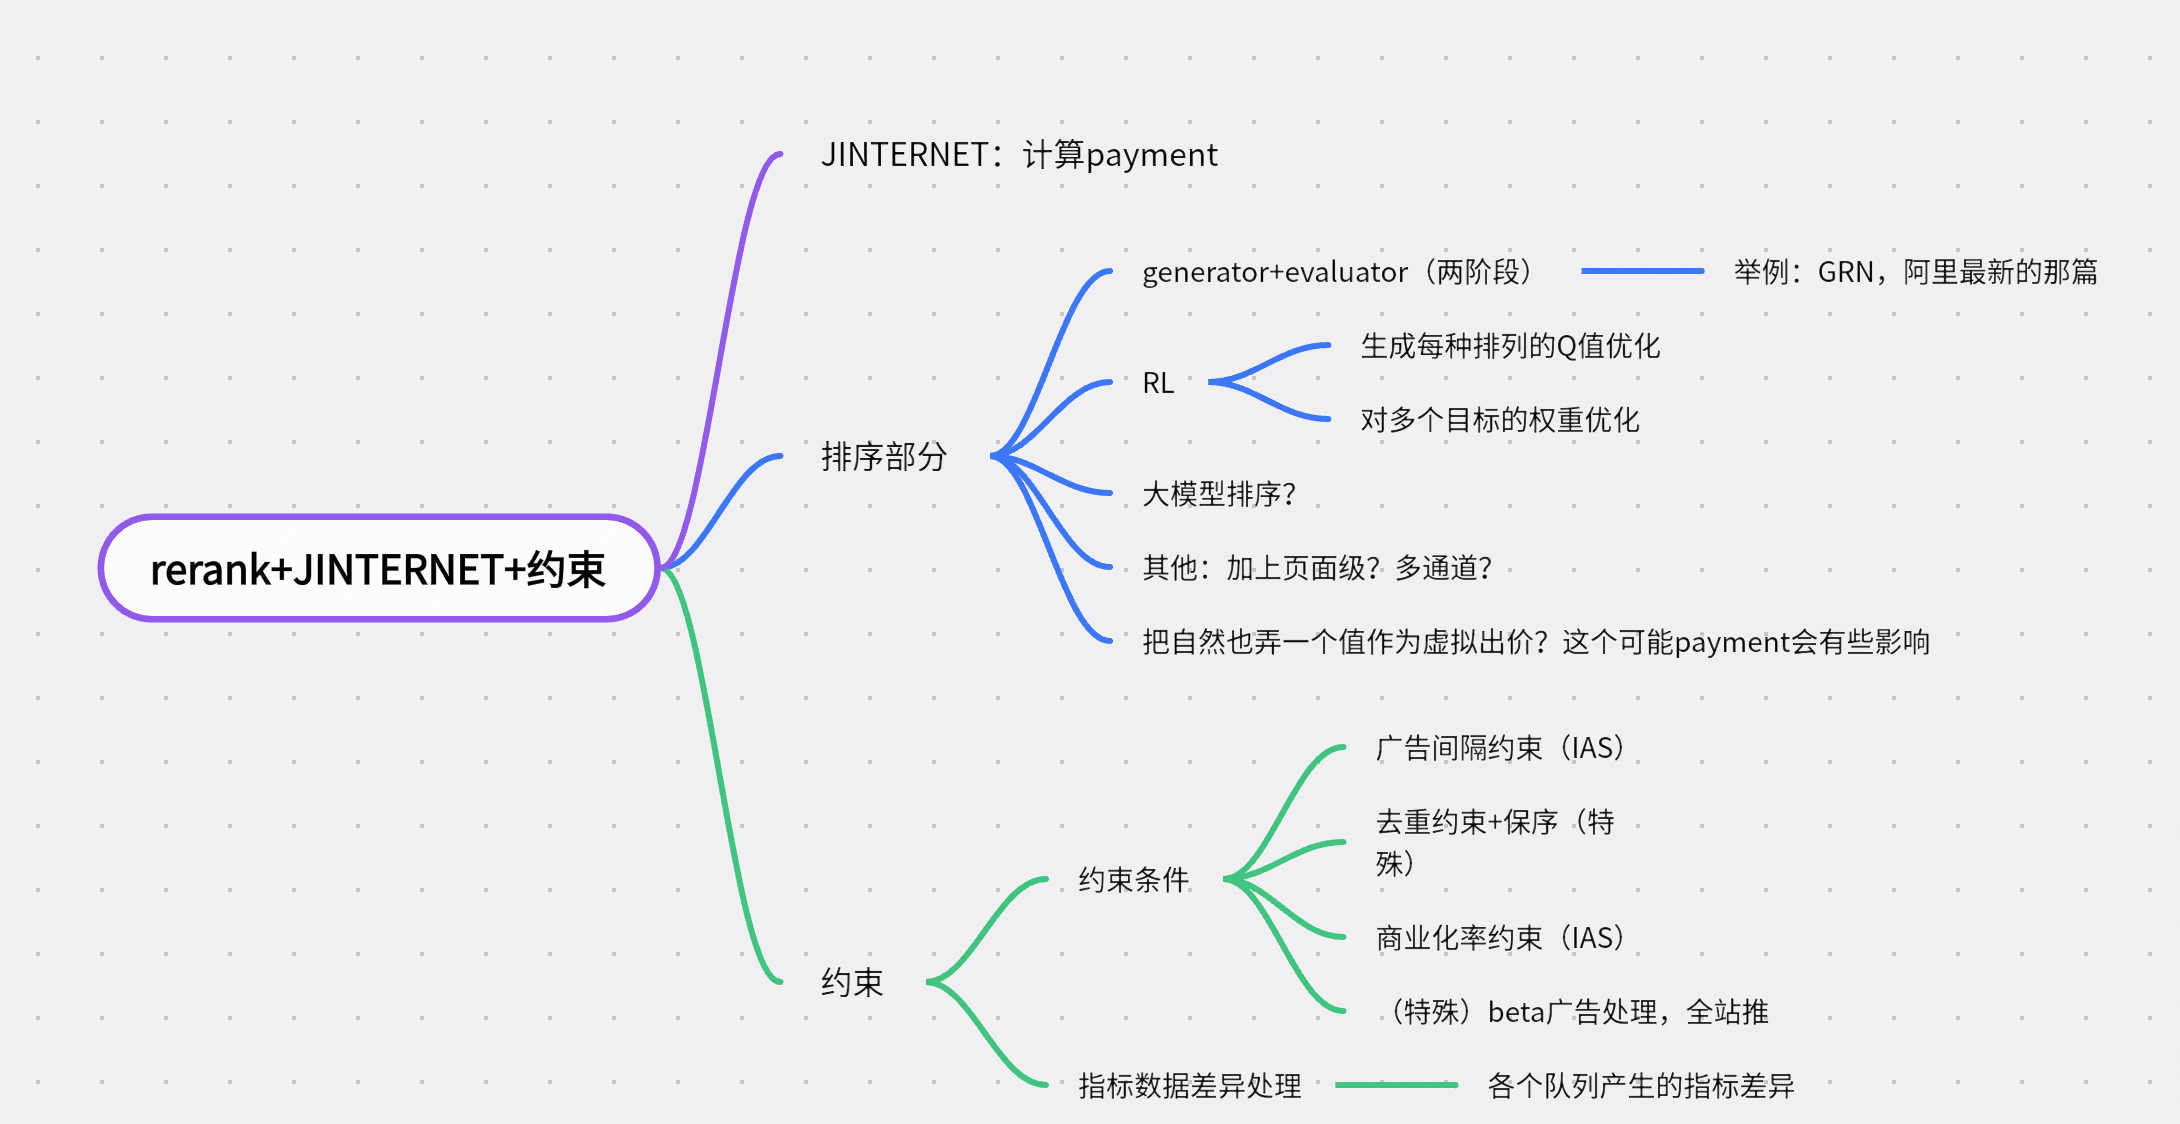 JINTERNET：计算payment
generator+evaluator（两阶段）
举例：GRN，阿里最新的那篇
生成每种排列的Q值优化
RL
对多个目标的权重优化
排序部分
大模型排序？
rerank+JINTERNET+约束
其他：加上页面级？多通道？
把自然也弄一个值作为虚拟出价？这个可能payment会有些影响
广告间隔约束（IAS）
去重约束+保序（特
殊）
约束条件
商业化率约束（IAS）
约束
（特殊）beta广告处理，全站推
指标数据差异处理
各个队列产生的指标差异